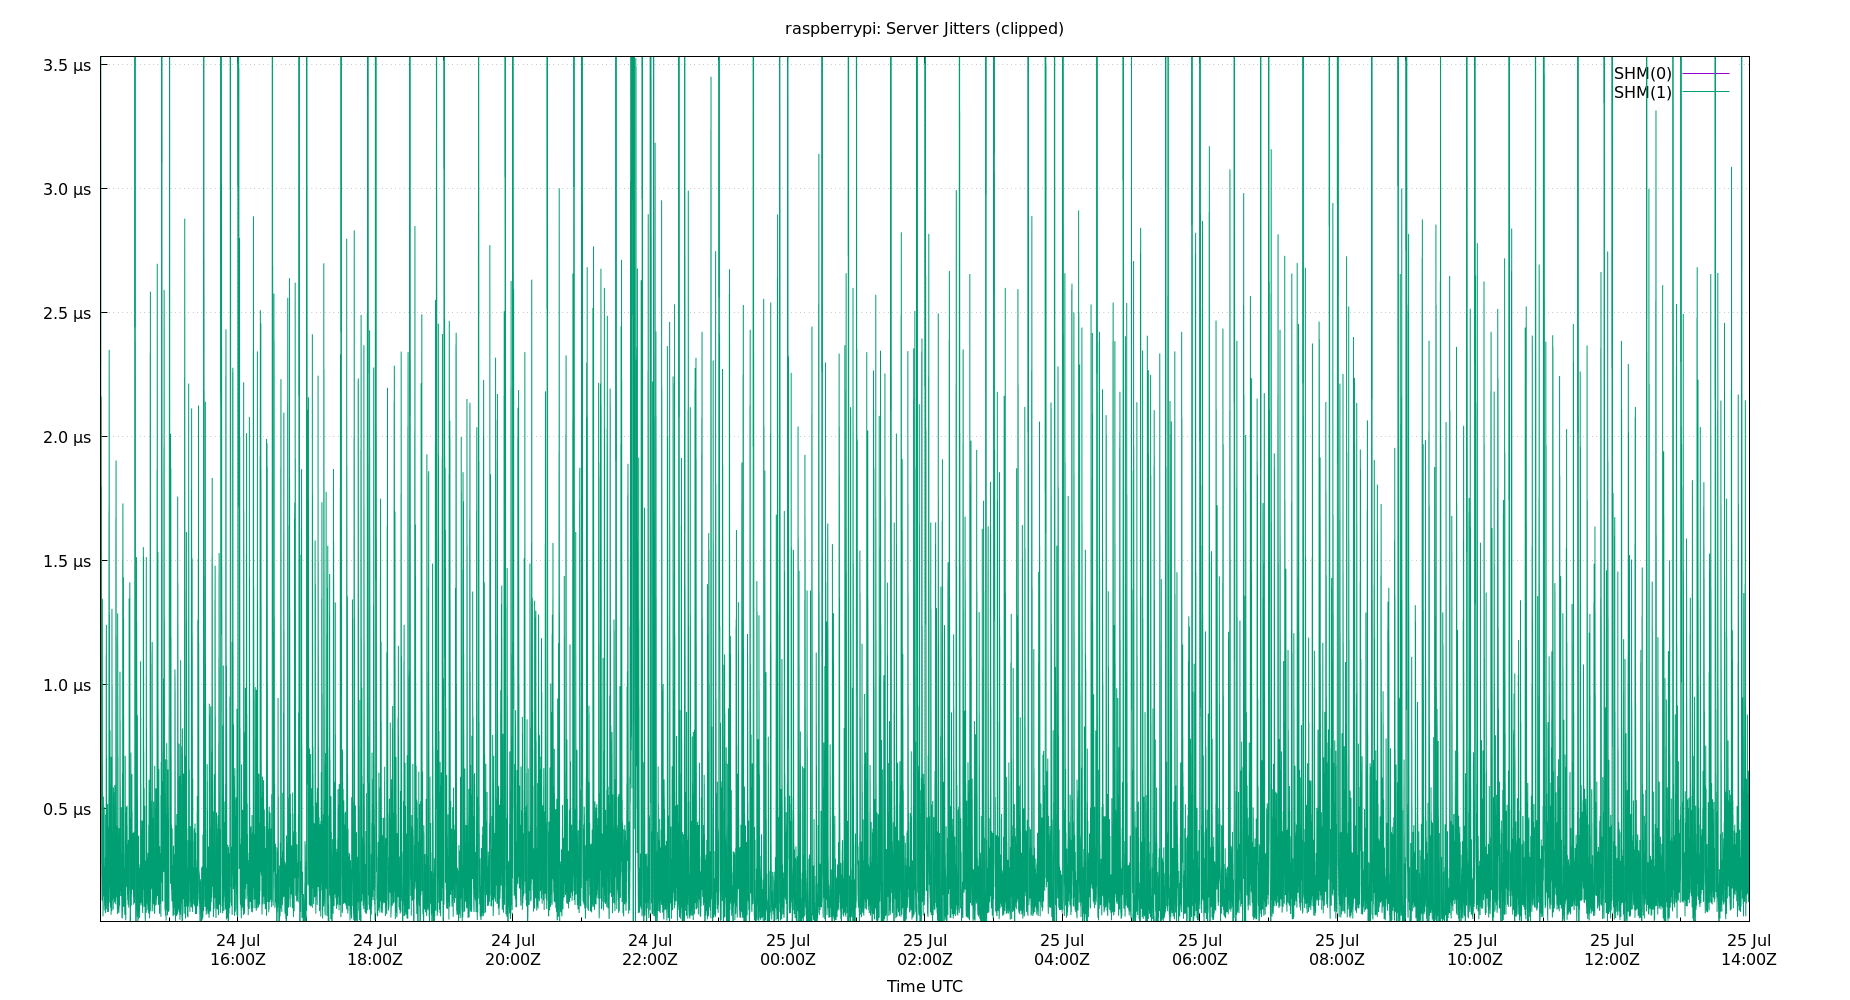 raspberrypi: Server Jitters (clipped)
3.5 µs
3.0 µs
2.5 µs
2.0 µs
1.5 µs
1.0 µs
0.5 µs
SHM(0)
SHM(1)
24 Jul 24 Jul 24 Jul 24 Jul 25 Jul 25 Jul 25 Jul 25 Jul 25 Jul 25 Jul 25 Jul 25 Jul
16:00Z 18:00Z 20:00Z 22:00Z 00:00Z 02:00Z 04:00Z 06:00Z 08:00Z 10:00Z 12:00Z 14:00Z
Time UTC